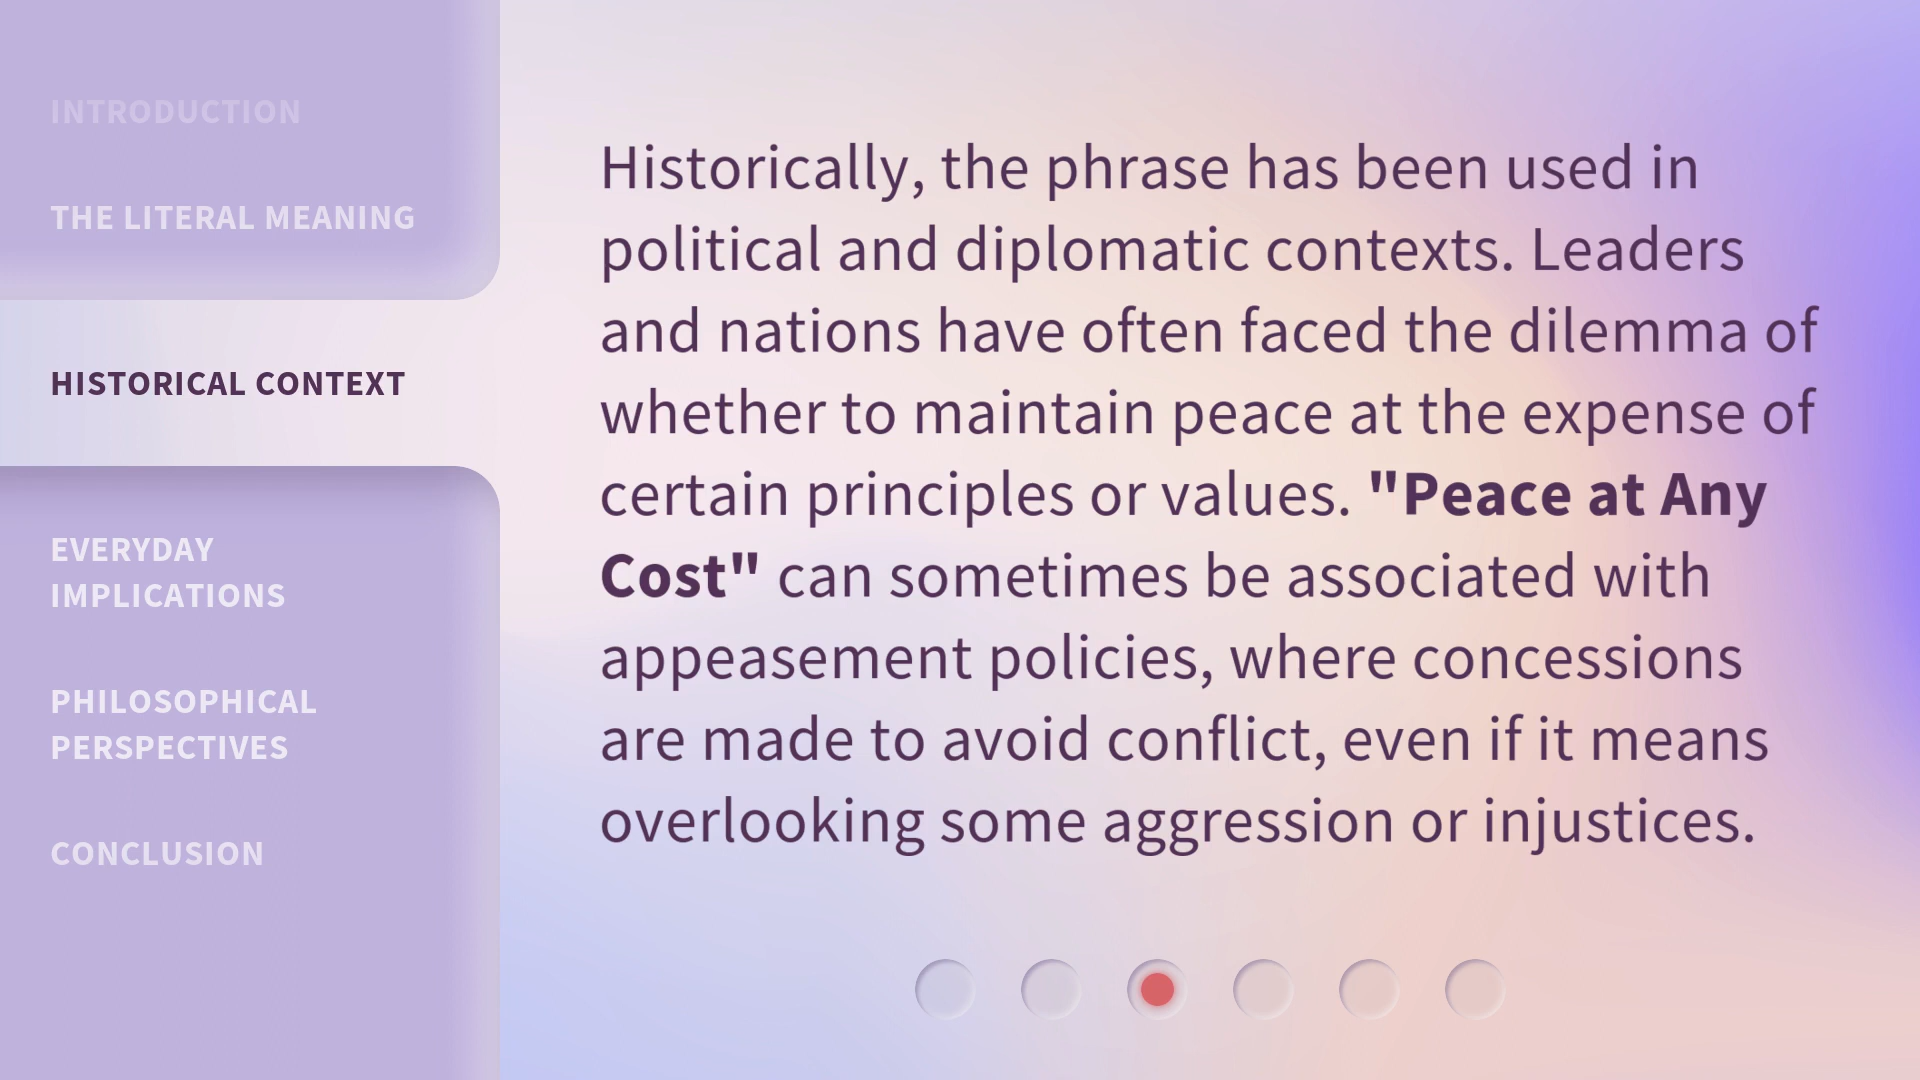 INTRODUCTION
THE LITERAL MEANING
HISTORICAL CONTEXT
EVERYDAY
IMPLICATIONS
PHILOSOPHICAL
PERSPECTIVES
CONCLUSION
Historically, the phrase has been used in
political and diplomatic contexts. Leaders
and nations have often faced the dilemma of
whether to maintain peace at the expense of
certain principles or values. "Peace at Any
Cost" can sometimes be associated with
appeasement policies, where concessions
are made to avoid conflict, even if it means
overlooking some aggression or injustices.